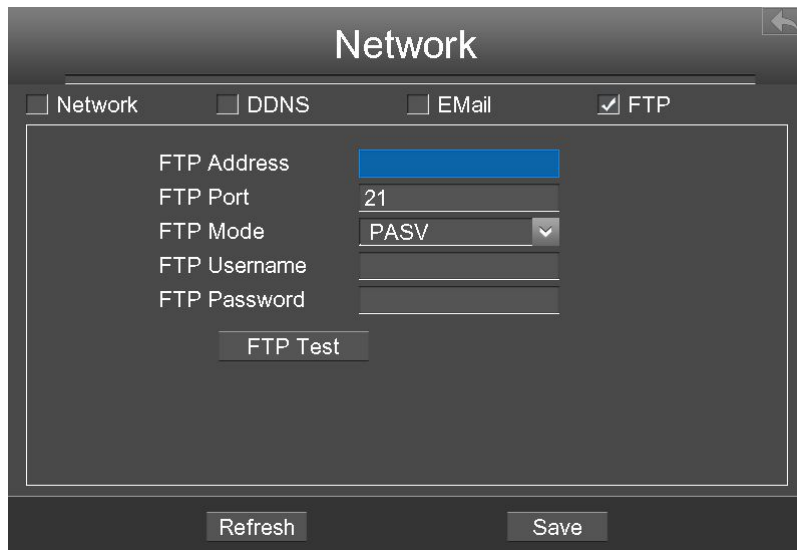 Network
Network DDNS EMail FTP
FTP Address
FTP Port 21
FTP Mode PASV
FTP Username
FTP Password
FTP Test
Refresh Save